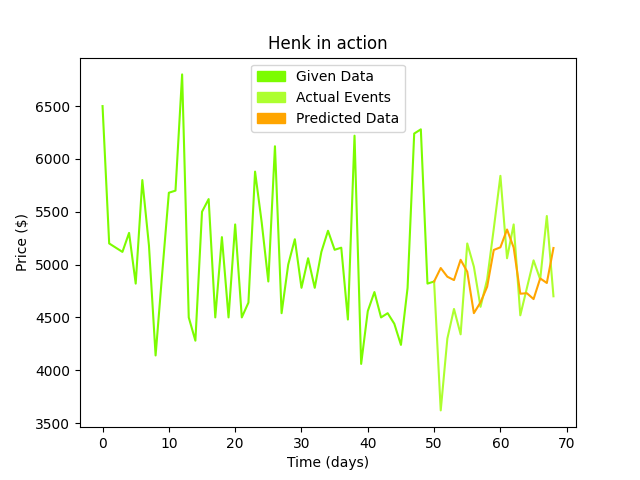 Henk in action
Given Data
Actual Events
Predicted Data
Price ($)
6500
6000
5500
5000
4500
4000
3500
0 10 20 30 40 50 60 70
Time (days)